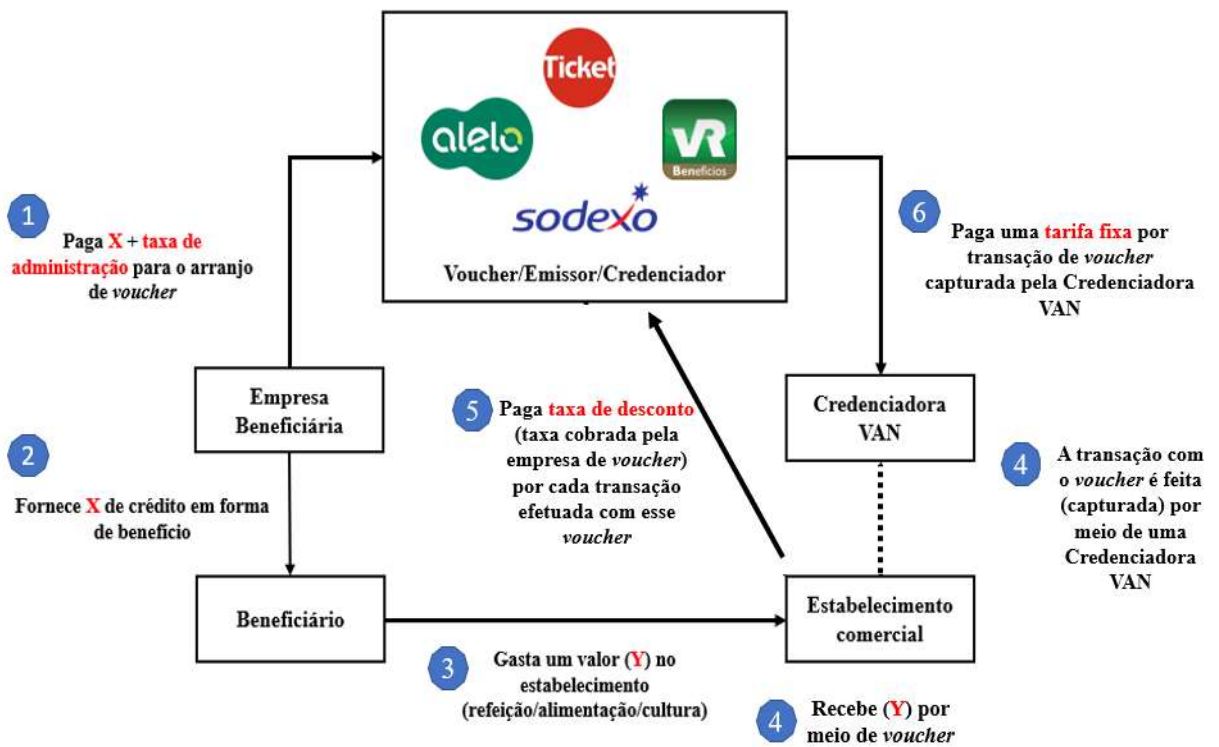 Ticket
alelo
VR
Benefícios
sodexo
Voucher/Emissor/Credenciador
1
Paga X + taxa de
administração para o arranjo
de voucher
6
Paga uma tarifa fixa por
transação de voucher
capturada pela Credenciadora
VAN
Empresa
Beneficiária
5
Paga taxa de desconto
(taxa cobrada pela
empresa de voucher)
por cada transação
efetuada com esse
voucher
Credenciadora
VAN
2
Fornece X de crédito em forma
de benefício
4
A transação com
o voucher é feita
(capturada) por
meio de uma
Credenciadora
VAN
Beneficiário
Estabelecimento
comercial
3
Gasta um valor (Y) no
estabelecimento
(refeição/alimentação/cultura)
4
Recebe (Y) por
meio de voucher